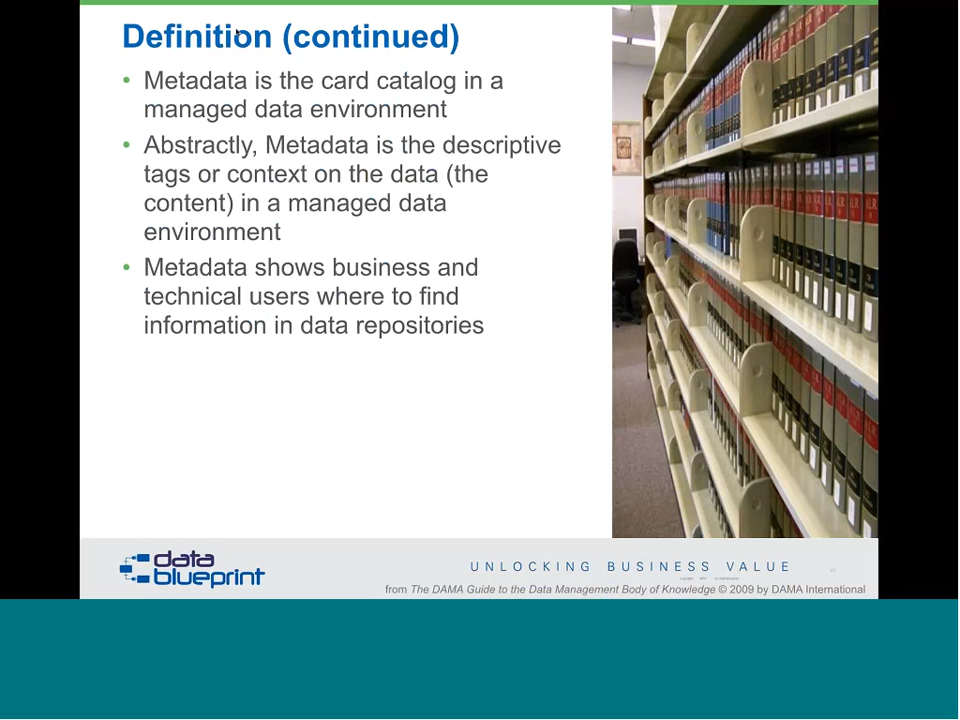 Definition (continued)
• Metadata is the card catalog in a
managed data environment
• Abstractly, Metadata is the descriptive
tags or context on the data (the
content) in a managed data
environment
• Metadata shows business and
technical users where to find
information in data repositories
data
blueprint
UNLOCKING BUSINESS VALUE
from The DAMA Guide to the Data Management Body of Knowledge © 2009 by DAMA International